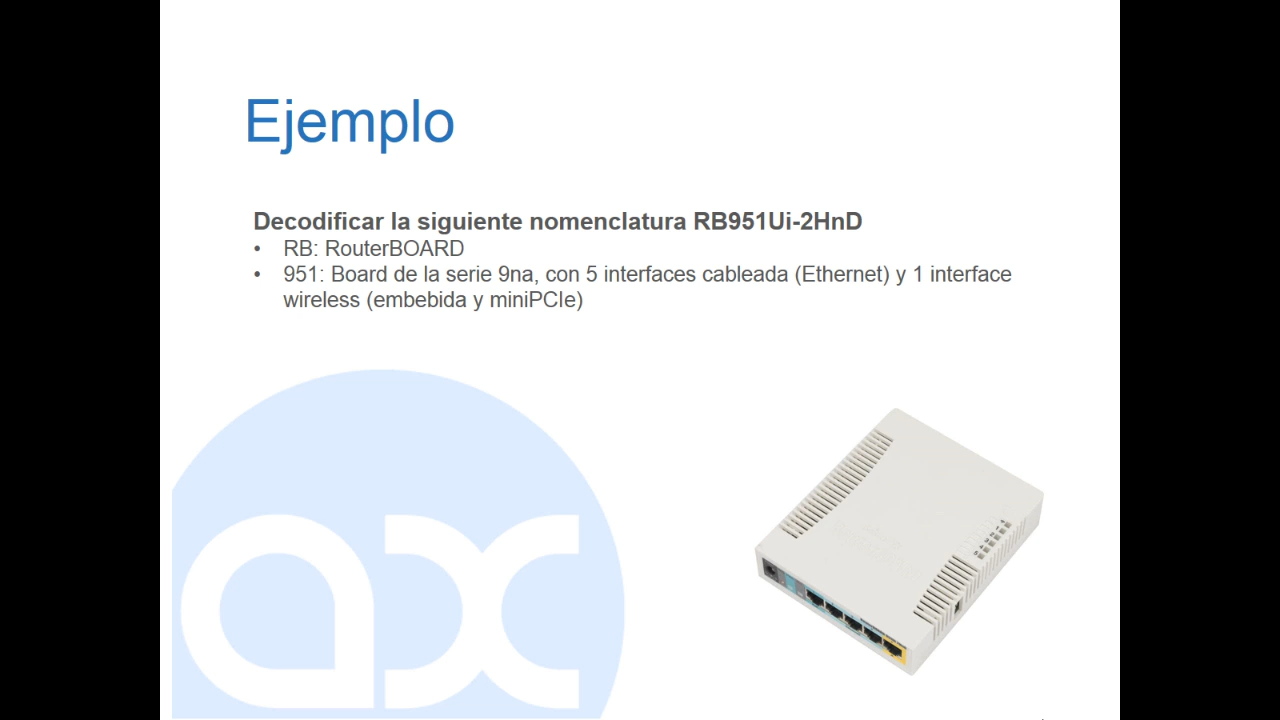 Ejemplo
Decodificar la siguiente nomenclatura RB951Ui-2HnD
• RB: RouterBOARD
• 951: Board de la serie 9na, con 5 interfaces cableada (Ethernet) y 1 interface
wireless (embebida y miniPCIe)
ax